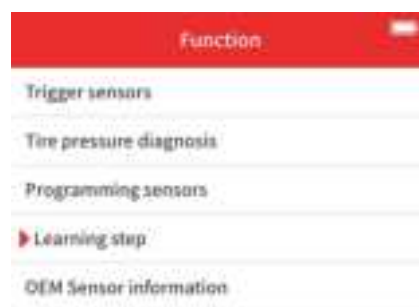 Function
Trigger sensors
Tire pressure diagnosis
Programming sensors
Learning step
OEM Sensor information